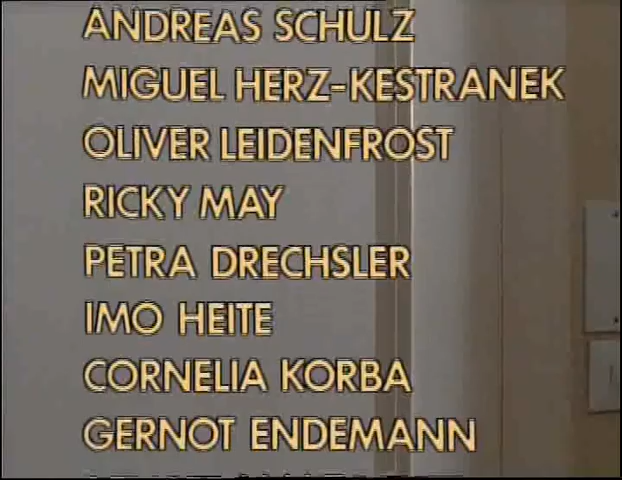 ANDREAS SCHULZ
MIGUEL HERZ-KESTRANEK
OLIVER LEIDENFROST
RICKY MAY
PETRA DRECHSLER
IMO HEITE
CORNELIA KORBA
GERNOT ENDEMANN